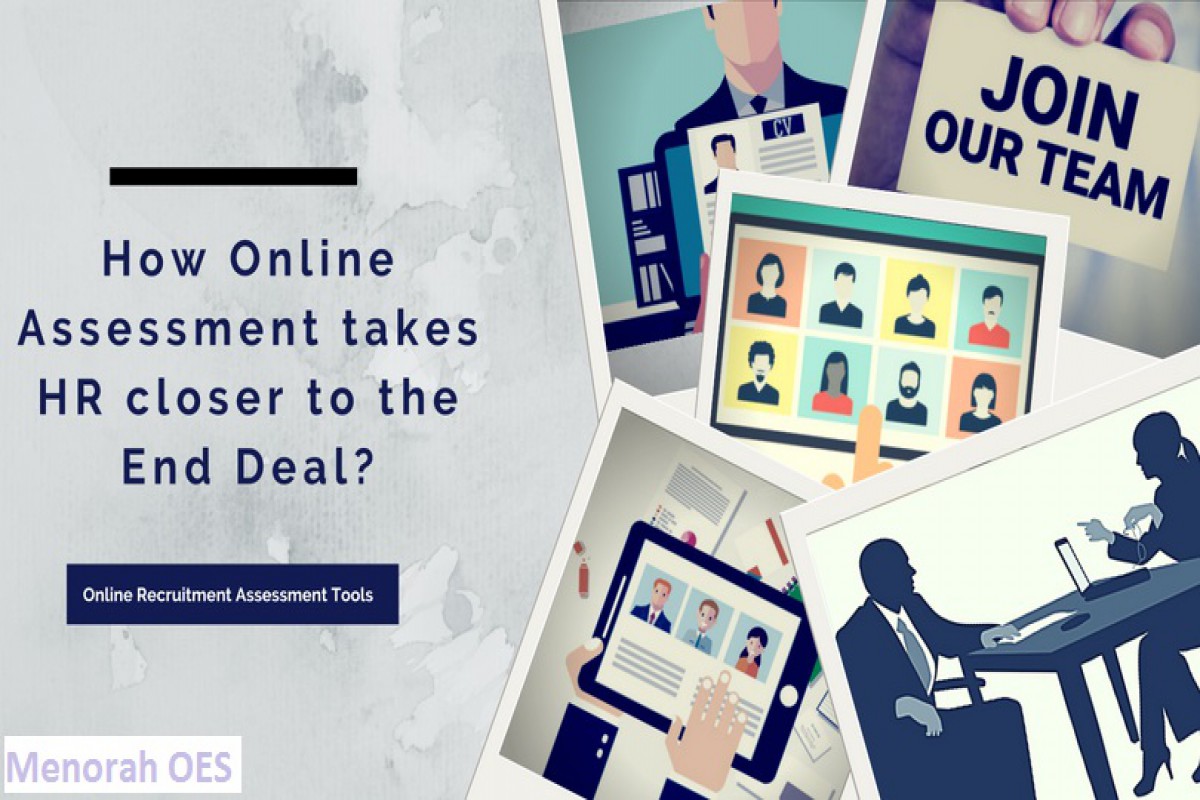 How Online
Assessment takes
HR closer to the
End Deal?
Online Recruitment Assessment Tools
Menorah OES
CV
JOIN
OUR TEAM